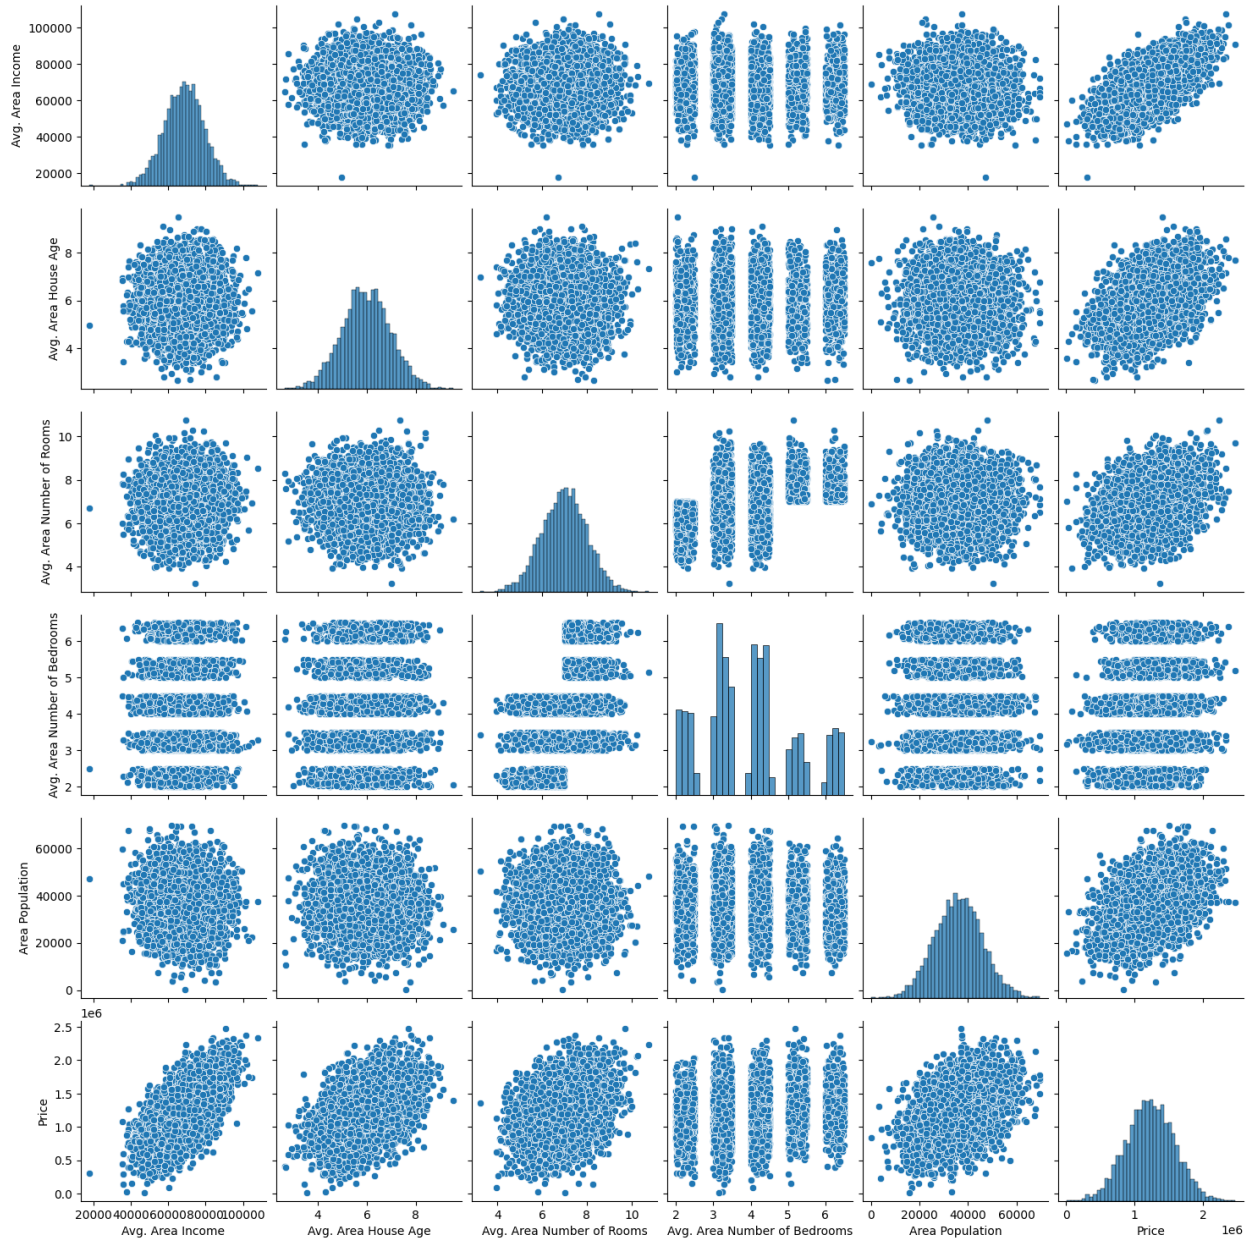 100000
80000
60000
40000
20000
Avg. Area Income
8
6
4
Avg. Area House Age
10
8
6
4
Avg. Area Number of Rooms
6
5
4
3
2
Avg. Area Number of Bedrooms
60000
40000
20000
0
Area Population
1e6
2.5
2.0
1.5
1.0
0.5
0.0
Price
20000 40000 60000 80000 100000
Avg. Area Income
4 6 8
Avg. Area House Age
4 6 8 10
Avg. Area Number of Rooms
2 3 4 5 6
Avg. Area Number of Bedrooms
0 20000 40000 60000
Area Population
0 1 2
1e6
Price